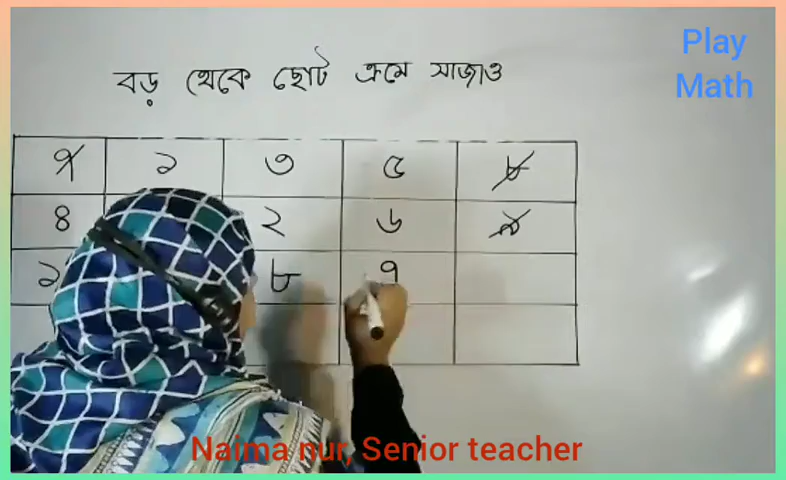 Play
Math
বড় থেকে ছোট ক্রমে সাজাও
৭ ১ ৩ ৫ ৮
৪ ২ ৬ ৯
৮ ৭
Naima nur, Senior teacher